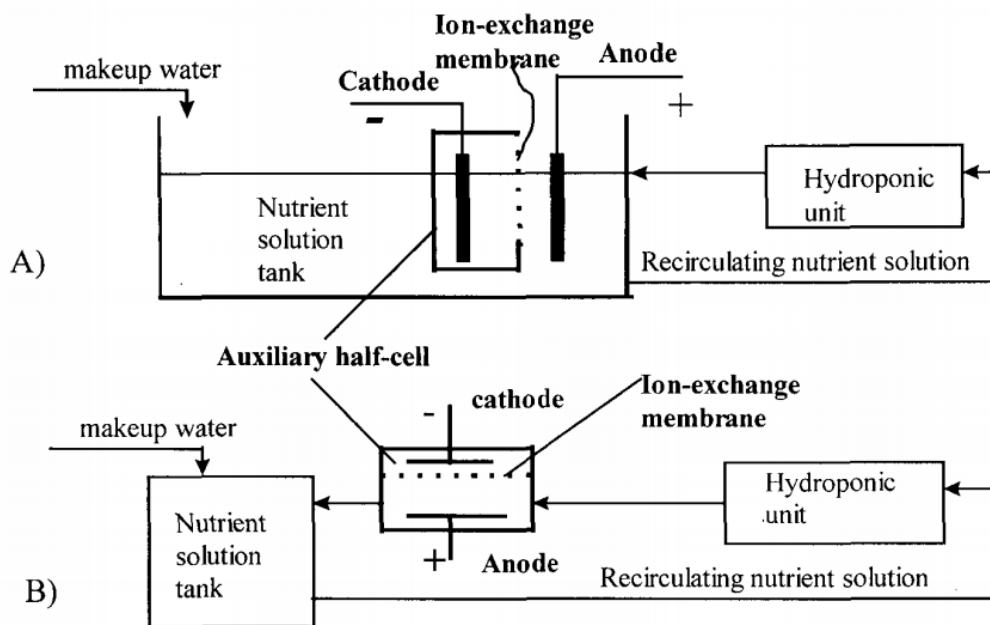 Ion-exchange
membrane
Anode
makeup water
Cathode
-
+
Hydroponic
unit
Nutrient
solution
tank
A)
Recirculating nutrient solution
Auxiliary half-cell
cathode
Ion-exchange
membrane
makeup water
-
Hydroponic
unit
Nutrient
solution
tank
+
Anode
Recirculating nutrient solution
B)